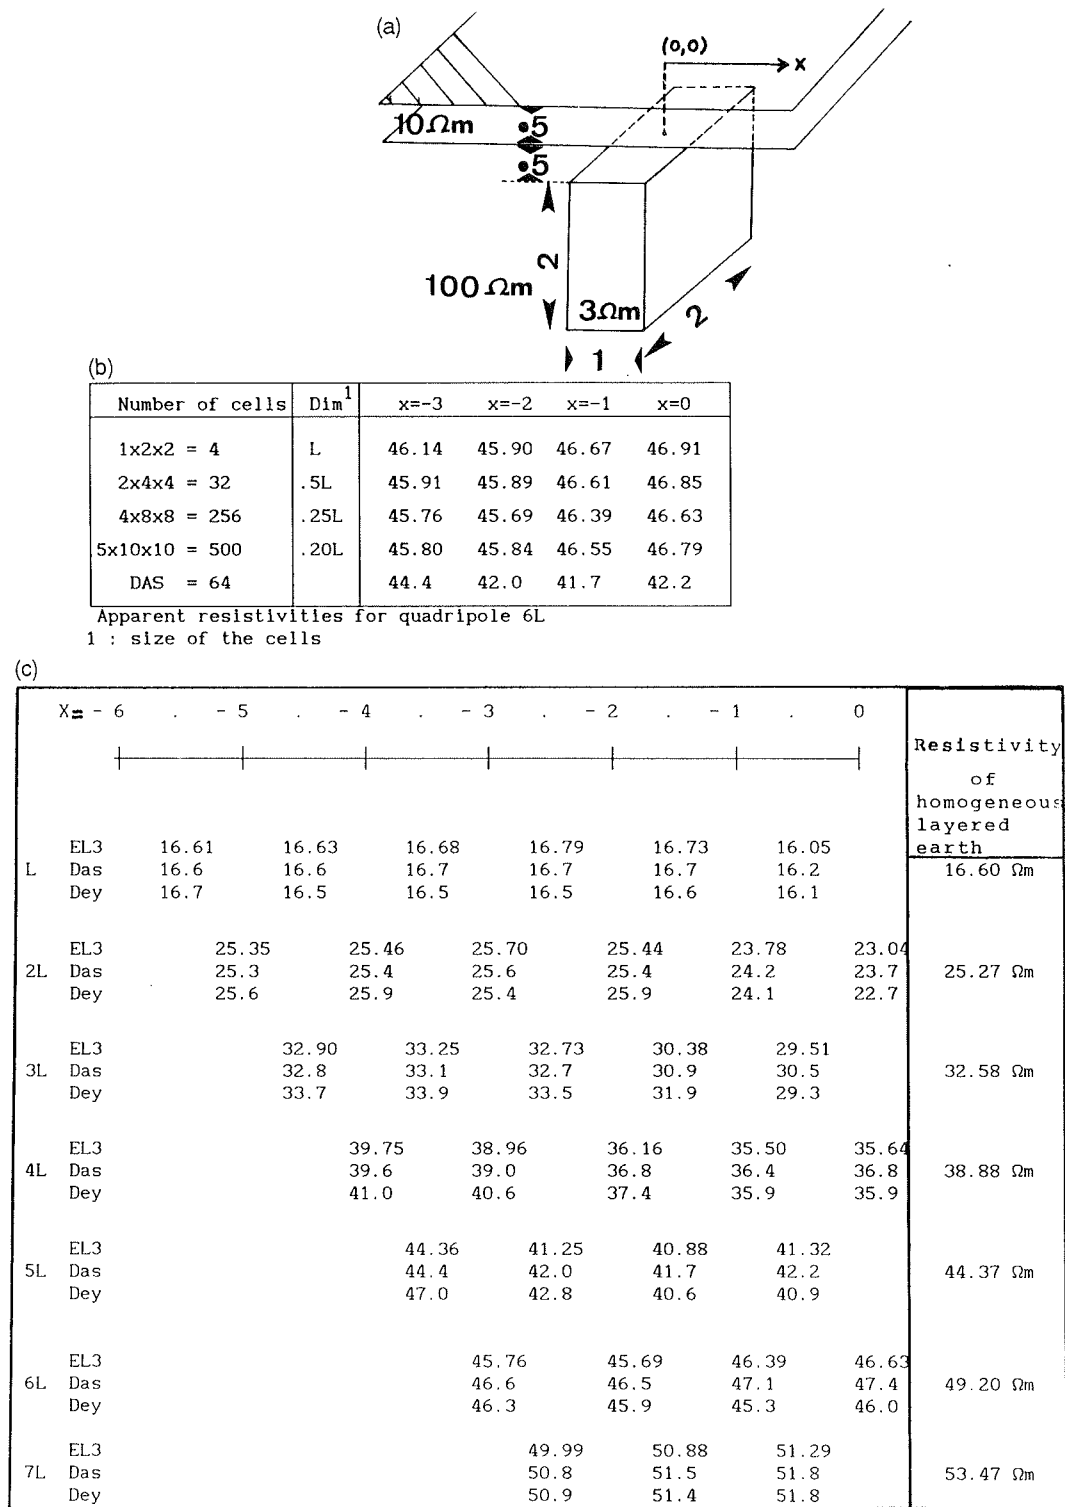 (a)
(0,0)
x
10Ωm
.5
.5
2
100 Ωm
3Ωm
2
1
(b)
Number of cells Dim1 x=-3 x=-2 x=-1 x=0
1x2x2 = 4 L 46.14 45.90 46.67 46.91
2x4x4 = 32 .5L 45.91 45.89 46.61 46.85
4x8x8 = 256 .25L 45.76 45.69 46.39 46.63
5x10x10 = 500 .20L 45.80 45.84 46.55 46.79
DAS = 64 44.4 42.0 41.7 42.2
Apparent resistivities for quadripole 6L
1 : size of the cells
(c)
X= - 6 . - 5 . - 4 . - 3 . - 2 . - 1 . 0
Resistivity
of
homogeneous
layered
earth
EL3 16.61 16.63 16.68 16.79 16.73 16.05
L Das 16.6 16.6 16.7 16.7 16.7 16.2 16.60 Ωm
Dey 16.7 16.5 16.5 16.5 16.6 16.1
EL3 25.35 25.46 25.70 25.44 23.78 23.04
2L Das 25.3 25.4 25.6 25.4 24.2 23.7 25.27 Ωm
Dey 25.6 25.9 25.4 25.9 24.1 22.7
EL3 32.90 33.25 32.73 30.38 29.51
3L Das 32.8 33.1 32.7 30.9 30.5 32.58 Ωm
Dey 33.7 33.9 33.5 31.9 29.3
EL3 39.75 38.96 36.16 35.50 35.64
4L Das 39.6 39.0 36.8 36.4 36.8 38.88 Ωm
Dey 41.0 40.6 37.4 35.9 35.9
EL3 44.36 41.25 40.88 41.32
5L Das 44.4 42.0 41.7 42.2 44.37 Ωm
Dey 47.0 42.8 40.6 40.9
EL3 45.76 45.69 46.39 46.63
6L Das 46.6 46.5 47.1 47.4 49.20 Ωm
Dey 46.3 45.9 45.3 46.0
EL3 49.99 50.88 51.29
7L Das 50.8 51.5 51.8 53.47 Ωm
Dey 50.9 51.4 51.8